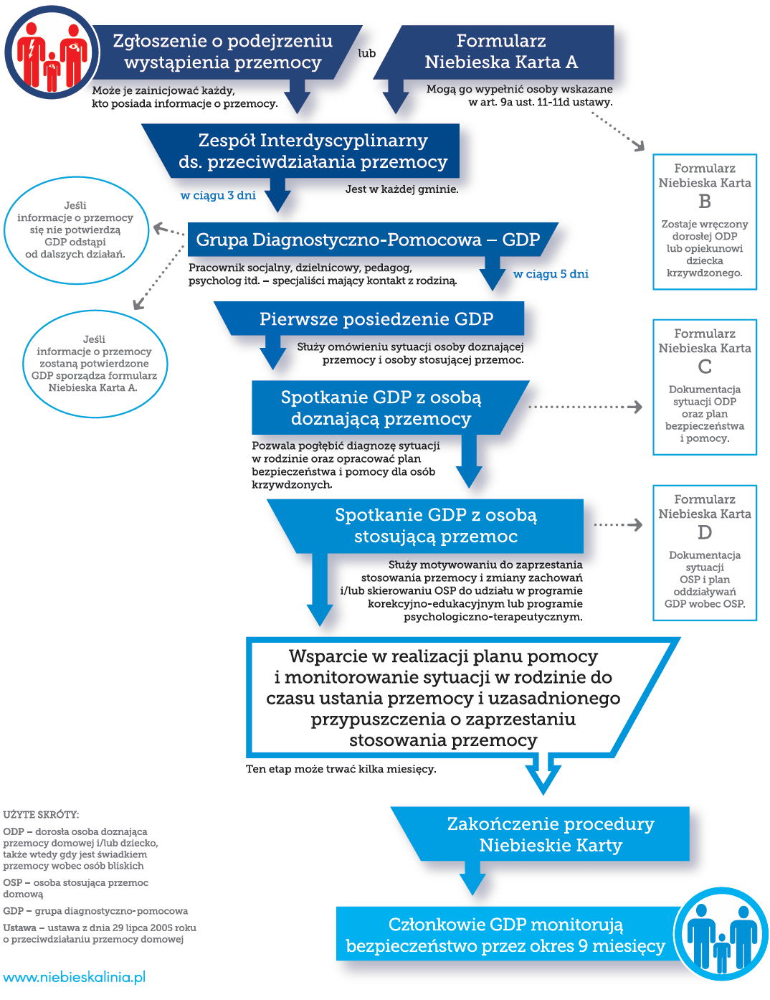 Zgłoszenie o podejrzeniu
wystąpienia przemocy
lub
Formularz
Niebieska Karta A
Może je zainicjować każdy,
kto posiada informacje o przemocy.
Mogą go wypełnić osoby wskazane
w art. 9a ust. 11-11d ustawy.
Zespół Interdyscyplinarny
ds. przeciwdziałania przemocy
w ciągu 3 dni
Jest w każdej gminie.
Formularz
Niebieska Karta
B
Zostaje wręczony
dorosłej ODP
lub opiekunowi
dziecka
krzywdzonego.
Jeśli
informacje o przemocy
się nie potwierdzą
GDP odstąpi
od dalszych działań.
Grupa Diagnostyczno-Pomocowa – GDP
Pracownik socjalny, dzielnicowy, pedagog,
psycholog itd. – specjaliści mający kontakt z rodziną.
w ciągu 5 dni
Jeśli
informacje o przemocy
zostaną potwierdzone
GDP sporządza formularz
Niebieska Karta A.
Pierwsze posiedzenie GDP
Służy omówieniu sytuacji osoby doznającej
przemocy i osoby stosującej przemoc.
Formularz
Niebieska Karta
C
Dokumentacja
sytuacji ODP
oraz plan
bezpieczeństwa
i pomocy.
Spotkanie GDP z osobą
doznającą przemocy
Pozwala pogłębić diagnozę sytuacji
w rodzinie oraz opracować plan
bezpieczeństwa i pomocy dla osób
krzywdzonych.
Spotkanie GDP z osobą
stosującą przemoc
Służy motywowaniu do zaprzestania
stosowania przemocy i zmiany zachowań
i/lub skierowaniu OSP do udziału w programie
korekcyjno-edukacyjnym lub programie
psychologiczno-terapeutycznym.
Formularz
Niebieska Karta
D
Dokumentacja
sytuacji
OSP i plan
oddziaływań
GDP wobec OSP.
Wsparcie w realizacji planu pomocy
i monitorowanie sytuacji w rodzinie do
czasu ustania przemocy i uzasadnionego
przypuszczenia o zaprzestaniu
stosowania przemocy
Ten etap może trwać kilka miesięcy.
Zakończenie procedury
Niebieskie Karty
Członkowie GDP monitorują
bezpieczeństwo przez okres 9 miesięcy
UŻYTE SKRÓTY:
ODP – dorosła osoba doznająca
przemocy domowej i/lub dziecko,
także wtedy gdy jest świadkiem
przemocy wobec osób bliskich
OSP – osoba stosująca przemoc
domową
GDP – grupa diagnostyczno-pomocowa
Ustawa – ustawa z dnia 29 lipca 2005 roku
o przeciwdziałaniu przemocy domowej
www.niebieskalinia.pl